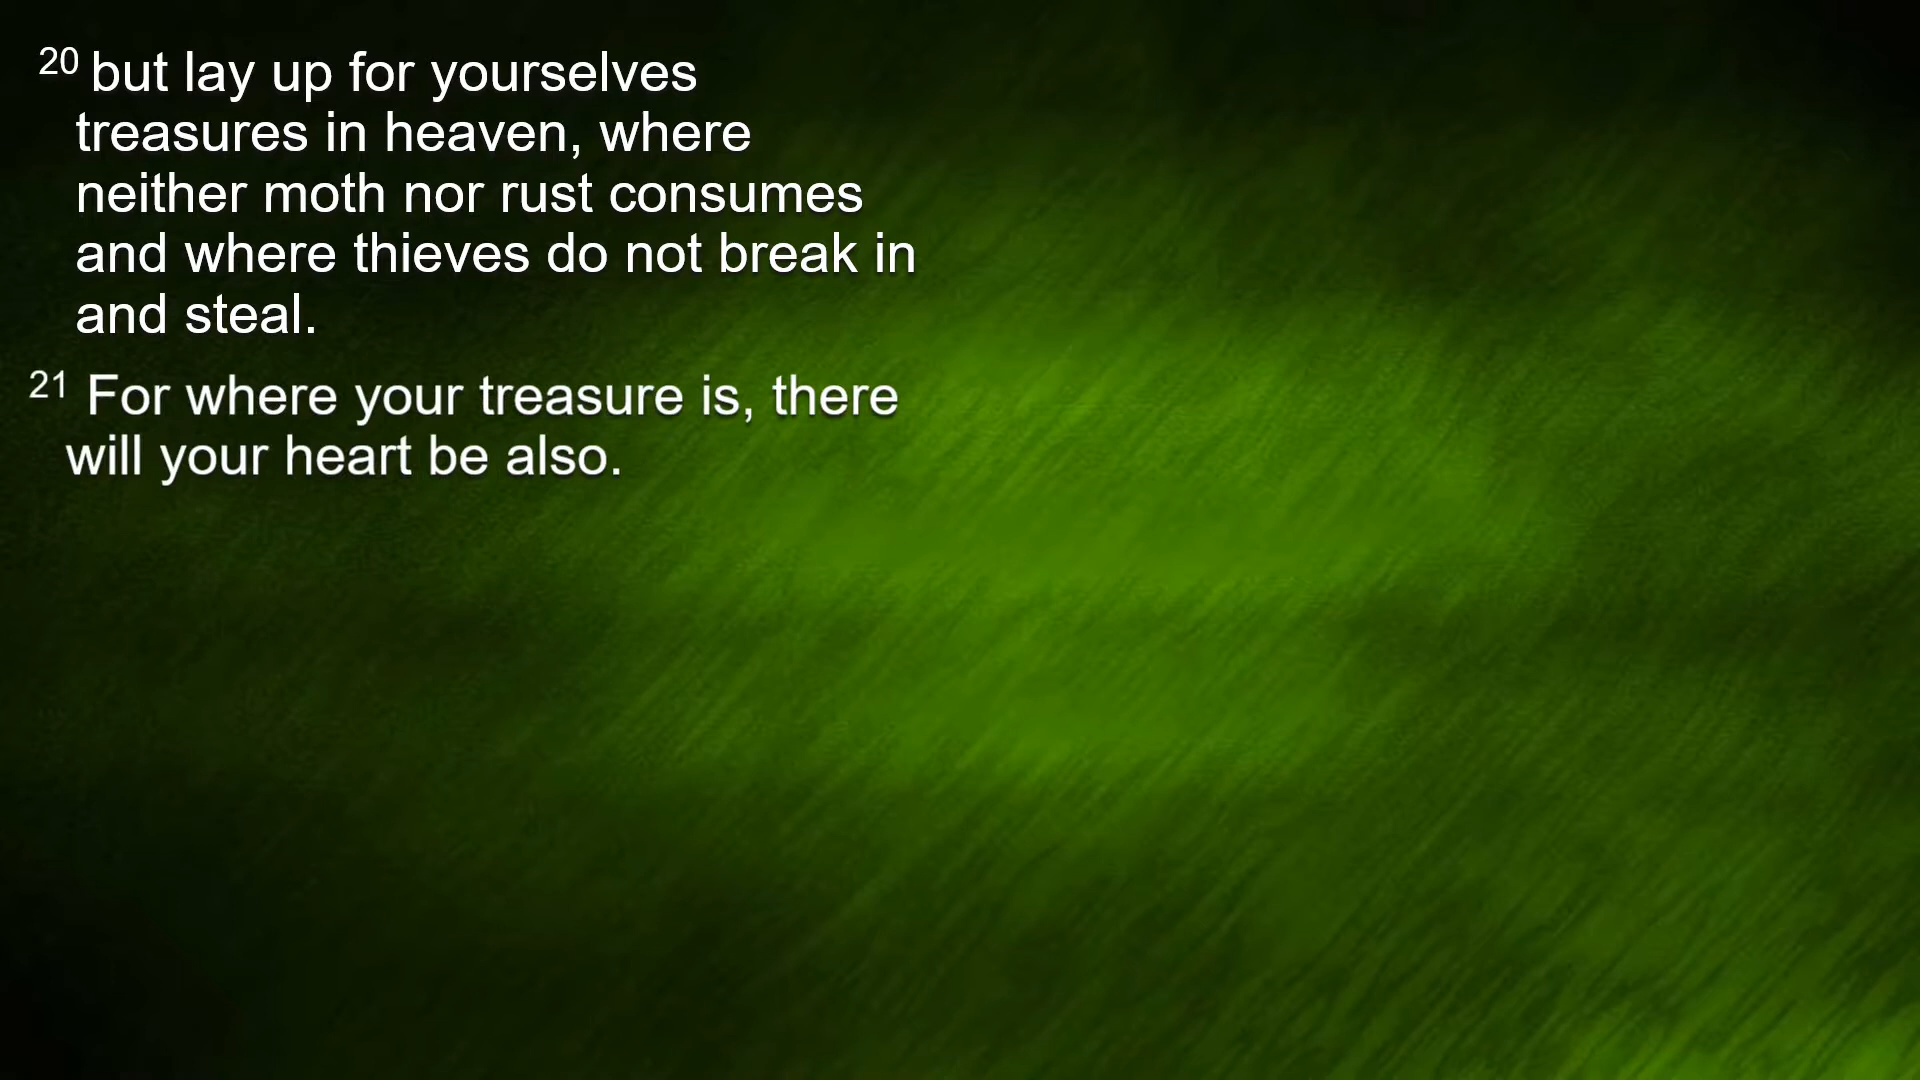 20 but lay up for yourselves
treasures in heaven, where
neither moth nor rust consumes
and where thieves do not break in
and steal.
21 For where your treasure is, there
will your heart be also.